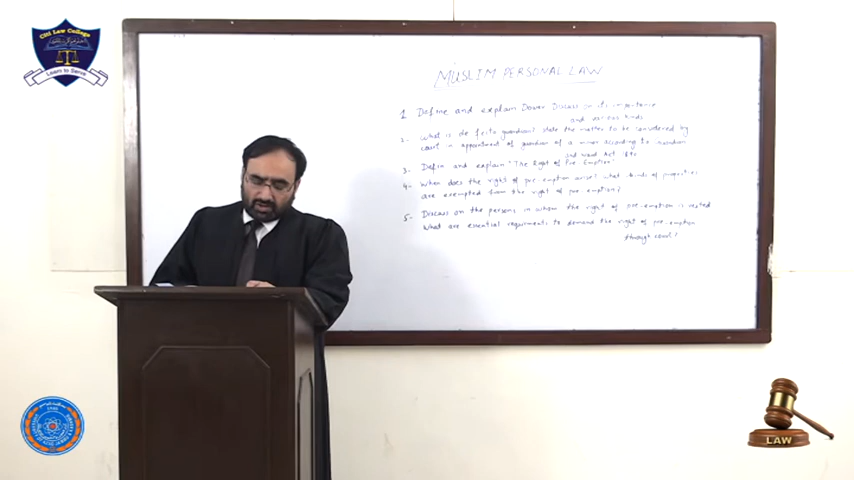 Citi Law College
Learn to Serve
MUSLIM PERSONAL LAW
1 Define and explain Dower Discuss on its importance
and various kinds
2- What is de facto guardian? state the matter to be considered by
court in appointment of guardian of a minor according to
and ward Act 1890
3- Defin and explain "The Right of Pre Emption"
4- When does the right of pre-emption arise? what kinds of properties
are exempted from the right of pre-emption?
5- Discuss on the persons in whom the right of pre-emption is vested
What are essential requirments to demand the right of pre-emption
through court?
LAW